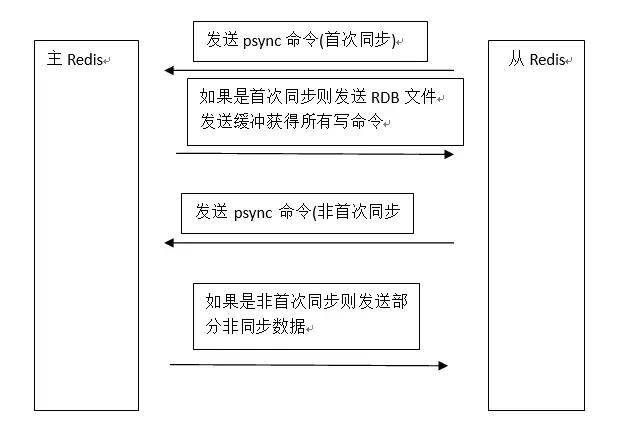 发送 psync 命令(首次同步)
主 Redis
从 Redis
如果是首次同步则发送 RDB 文件
发送缓冲获得所有写命令
发送 psync 命令(非首次同步
如果是非首次同步则发送部
分非同步数据